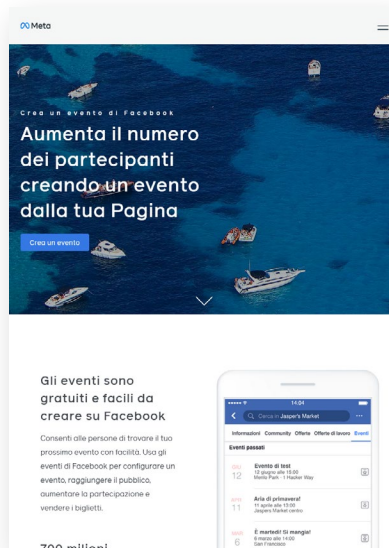 Meta
Crea un evento di Facebook
Aumenta il numero
dei partecipanti
creando un evento
dalla tua Pagina
Crea un evento
Gli eventi sono
gratuiti e facili da
creare su Facebook
Consenti alle persone di trovare il tuo
prossimo evento con facilità. Usa gli
eventi di Facebook per configurare un
evento, raggiungere il pubblico,
aumentare la partecipazione e
vendere i biglietti.
700 milioni
14:04
Cerca in Jasper's Market
Informazioni Community Offerte Offerte di lavoro Eventi
Eventi passati
GIU
12
Evento di test
12 giugno alle 15:00
Menlo Park · 1 Hacker Way
APR
11
Aria di primavera!
11 aprile alle 13:00
Jaspers Market centro
MAR
6
È martedì! Si mangia!
6 marzo alle 14:00
San Francisco